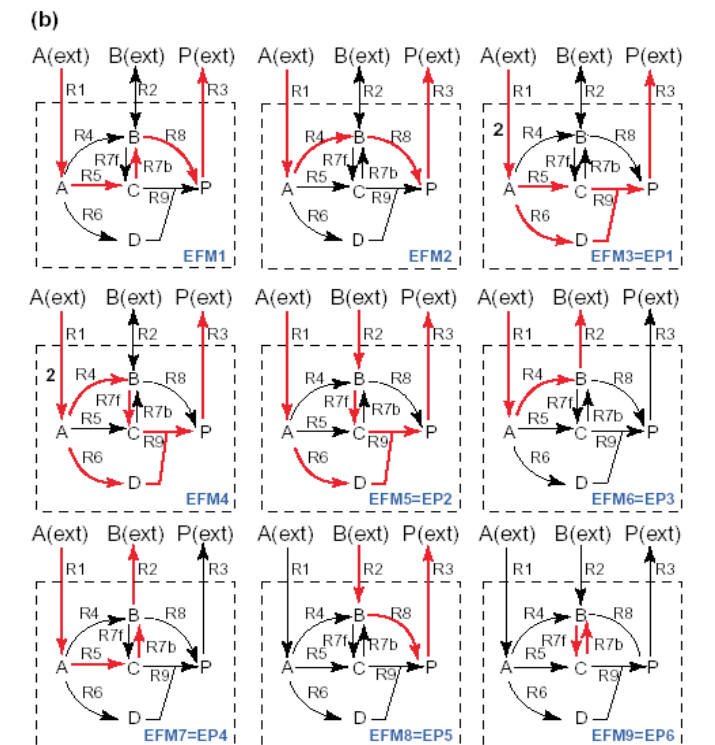 (b)
A(ext) B(ext) P(ext) A(ext) B(ext) P(ext) A(ext) B(ext) P(ext)
R1 R2 R3 R1 R2 R3 R1 R2 R3
2
R4 B R8 R4 B R8 R4 B R8
R7f R7b R7f R7b R7f R7b
A R5 C R9 P A R5 C R9 P A R5 C R9 P
R6 D R6 D R6 D
EFM1 EFM2 EFM3=EP1
A(ext) B(ext) P(ext) A(ext) B(ext) P(ext) A(ext) B(ext) P(ext)
R1 R2 R3 R1 R2 R3 R1 R2 R3
2 R4 B R8 R4 B R8 R4 B R8
R7f R7b R7f R7b R7f R7b
A R5 C R9 P A R5 C R9 P A R5 C R9 P
R6 D R6 D R6 D
EFM4 EFM5=EP2 EFM6=EP3
A(ext) B(ext) P(ext) A(ext) B(ext) P(ext) A(ext) B(ext) P(ext)
R1 R2 R3 R1 R2 R3 R1 R2 R3
R4 B R8 R4 B R8 R4 B R8
R7f R7b R7f R7b R7f R7b
A R5 C R9 P A R5 C R9 P A R5 C R9 P
R6 D R6 D R6 D
EFM7=EP4 EFM8=EP5 EFM9=EP6